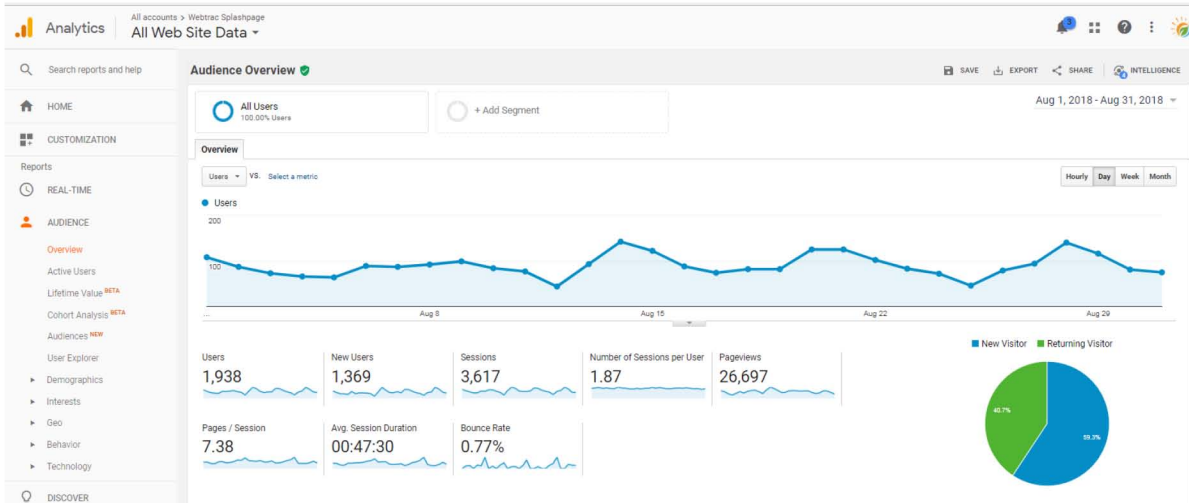 All accounts > Webtrac Splashpage
Analytics
All Web Site Data
3
Search reports and help
HOME
CUSTOMIZATION
Reports
REAL-TIME
AUDIENCE
Overview
Active Users
Lifetime Value BETA
Cohort Analysis BETA
Audiences NEW
User Explorer
Demographics
Interests
Geo
Behavior
Technology
DISCOVER
Audience Overview
SAVE
EXPORT
SHARE
4
INTELLIGENCE
All Users
100.00% Users
+ Add Segment
Aug 1, 2018 - Aug 31, 2018
Overview
Users VS. Select a metric
Hourly Day Week Month
Users
200
100
...
Aug 8
Aug 15
Aug 22
Aug 29
New Visitor
Returning Visitor
Users
1,938
New Users
1,369
Sessions
3,617
Number of Sessions per User
1.87
Pageviews
26,697
Pages / Session
7.38
Avg. Session Duration
00:47:30
Bounce Rate
0.77%
40.7%
59.3%